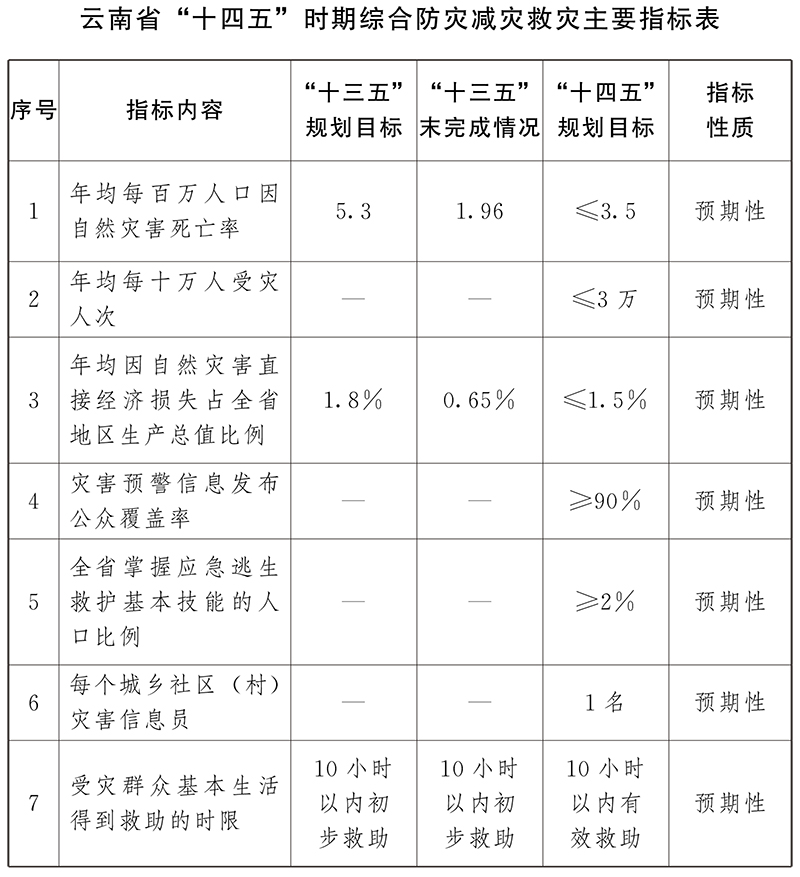 云南省“十四五”时期综合防灾减灾救灾主要指标表
序号
指标内容
“十三五”
规划目标
“十三五”
末完成情况
“十四五”
规划目标
指标
性质
1
年均每百万人口因
自然灾害死亡率
5.3
1.96
≤3.5
预期性
2
年均每十万人受灾
人次
—
—
≤3 万
预期性
3
年均因自然灾害直
接经济损失占全省
地区生产总值比例
1.8%
0.65%
≤1.5%
预期性
4
灾害预警信息发布
公众覆盖率
—
—
≥90%
预期性
5
全省掌握应急逃生
救护基本技能的人
口比例
—
—
≥2%
预期性
6
每个城乡社区（村）
灾害信息员
—
—
1 名
预期性
7
受灾群众基本生活
得到救助的时限
10 小时
以内初
步救助
10 小时
以内初
步救助
10 小时
以内有
效救助
预期性